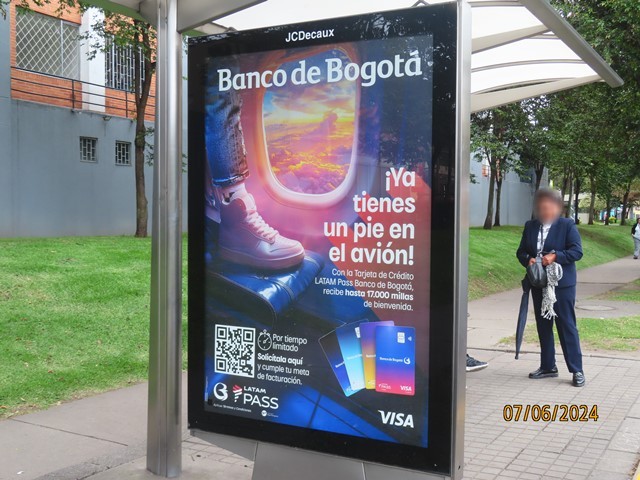 JCDecaux
Banco de Bogotá
¡Ya
tienes
un pie en
el avión!
Con la Tarjeta de Crédito
LATAM Pass Banco de Bogotá,
recibe hasta 17.000 millas
de bienvenida.
Por tiempo
limitado
Solicítala aquí
y cumple tu meta
de facturación.
LATAM
PASS
VISA
07/06/2024